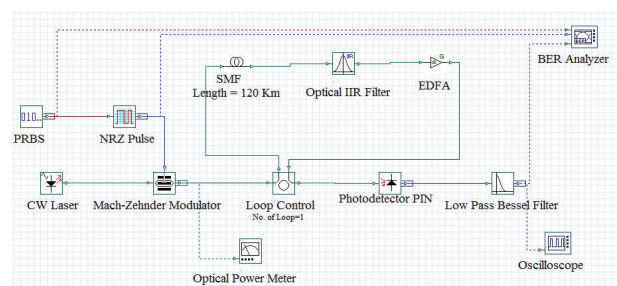 BER Analyzer
IIR
G
SMF
Length = 120 Km
Optical IIR Filter
EDFA
PRBS
NRZ Pulse
CW Laser
Mach-Zehnder Modulator
Loop Control
No. of Loop=1
Photodetector PIN
Low Pass Bessel Filter
Optical Power Meter
Oscilloscope